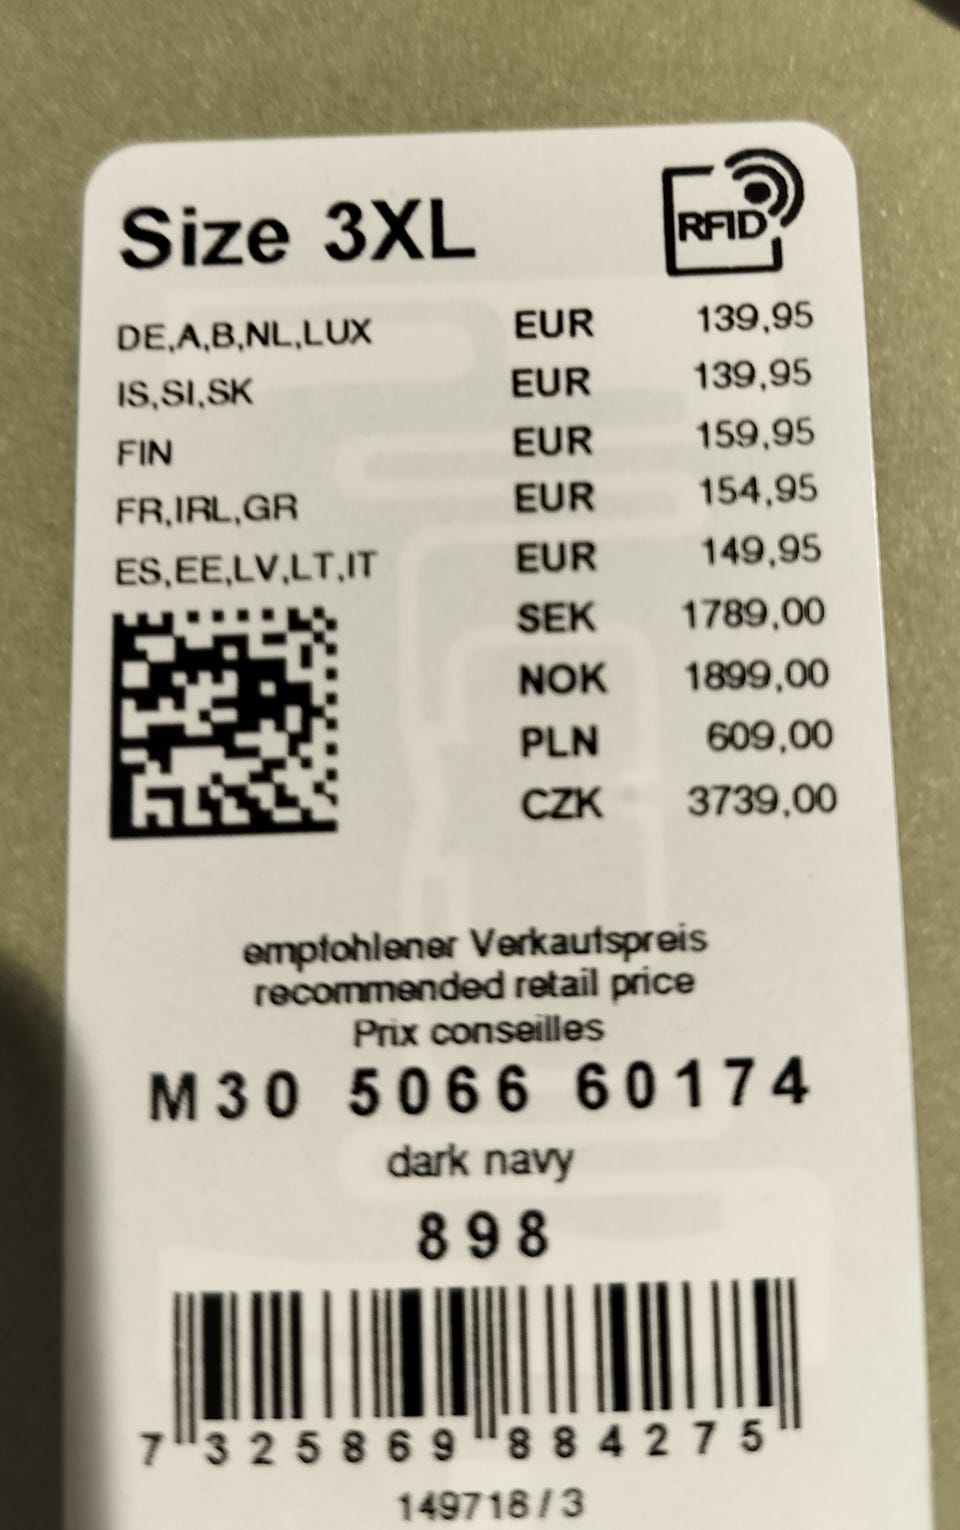 Size 3XL
RFID
DE,A,B,NL,LUX EUR 139,95
IS,SI,SK EUR 139,95
FIN EUR 159,95
FR,IRL,GR EUR 154,95
ES,EE,LV,LT,IT EUR 149,95
SEK 1789,00
NOK 1899,00
PLN 609,00
CZK 3739,00
empfohlener Verkaufspreis
recommended retail price
Prix conseilles
M30 5066 60174
dark navy
898
7 325869 884275
149718/3